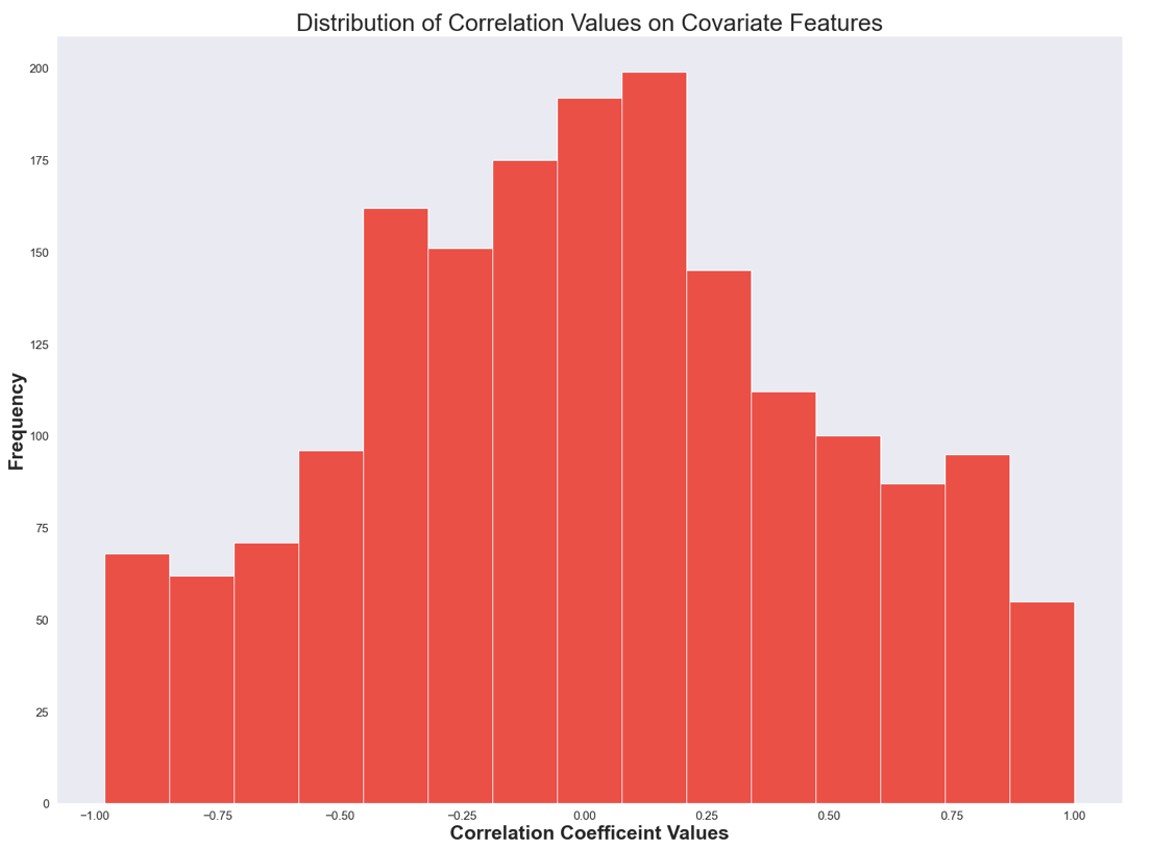 Distribution of Correlation Values on Covariate Features
200
175
150
125
100
75
50
25
0
Frequency
−1.00 −0.75 −0.50 −0.25 0.00 0.25 0.50 0.75 1.00
Correlation Coefficeint Values